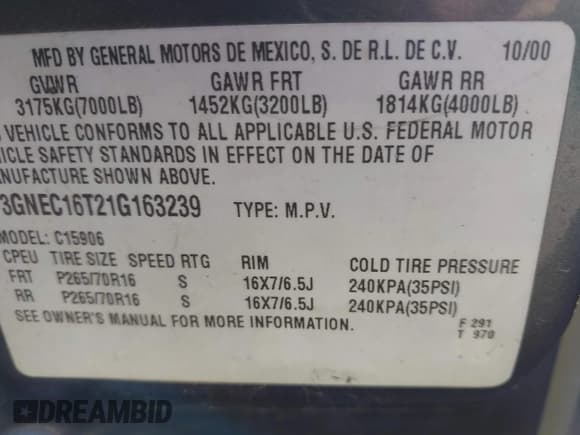 MFD BY GENERAL MOTORS DE MEXICO, S. DE R.L. DE C.V. 10/00
GVWR GAWR FRT GAWR RR
3175KG(7000LB) 1452KG(3200LB) 1814KG(4000LB)
S VEHICLE CONFORMS TO ALL APPLICABLE U.S. FEDERAL MOTOR
HICLE SAFETY STANDARDS IN EFFECT ON THE DATE OF
ANUFACTURE SHOWN ABOVE.
3GNEC16T21G163239 TYPE: M.P.V.
MODEL: C15906
CPEU TIRE SIZE SPEED RTG RIM COLD TIRE PRESSURE
FRT P265/70R16 S 16X7/6.5J 240KPA(35PSI)
RR P265/70R16 S 16X7/6.5J 240KPA(35PSI)
SEE OWNER'S MANUAL FOR MORE INFORMATION.
F 291
T 970
DREAMBID